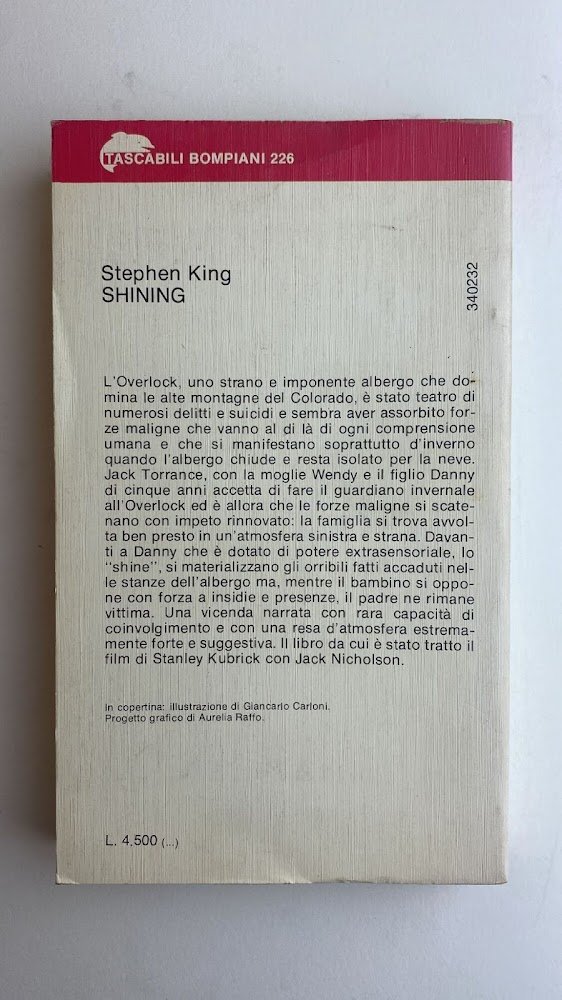 TASCABILI BOMPIANI 226
Stephen King
SHINING
340232
L'Overlock, uno strano e imponente albergo che do-
mina le alte montagne del Colorado, è stato teatro di
numerosi delitti e suicidi e sembra aver assorbito for-
ze maligne che vanno al di là di ogni comprensione
umana e che si manifestano soprattutto d'inverno
quando l'albergo chiude e resta isolato per la neve.
Jack Torrance, con la moglie Wendy e il figlio Danny
di cinque anni accetta di fare il guardiano invernale
all'Overlock ed è allora che le forze maligne si scate-
nano con impeto rinnovato: la famiglia si trova avvol-
ta ben presto in un'atmosfera sinistra e strana. Davan-
ti a Danny che è dotato di potere extrasensoriale, lo
"shine", si materializzano gli orribili fatti accaduti nel-
le stanze dell'albergo ma, mentre il bambino si oppo-
ne con forza a insidie e presenze, il padre ne rimane
vittima. Una vicenda narrata con rara capacità di
coinvolgimento e con una resa d'atmosfera estrema-
mente forte e suggestiva. Il libro da cui è stato tratto il
film di Stanley Kubrick con Jack Nicholson.
In copertina: illustrazione di Giancarlo Carloni.
Progetto grafico di Aurelia Raffo.
L. 4.500 (...)